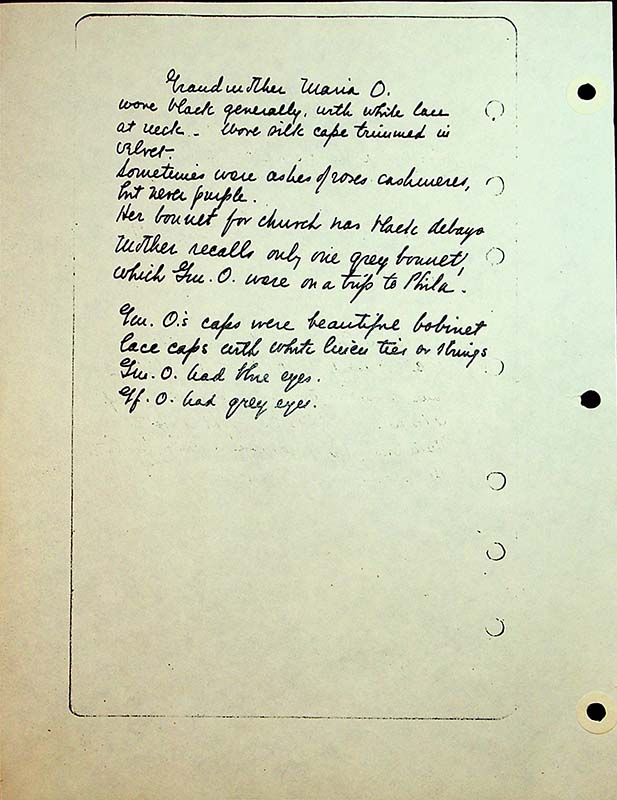 Grandmother Maria O.
wore black generally, with white lace
at neck - Wore silk cape trimmed in
velvet -
Sometimes wore ashes of roses cashmeres,
but never purple.
Her bonnet for church was black debage
Mother recalls only one grey bonnet,
which Gm. O. wore on a trip to Phila.
Gm. O.'s caps were beautiful bobinet
lace caps with white linen ties or strings
Gm. O. had blue eyes.
Gf. O. had grey eyes.